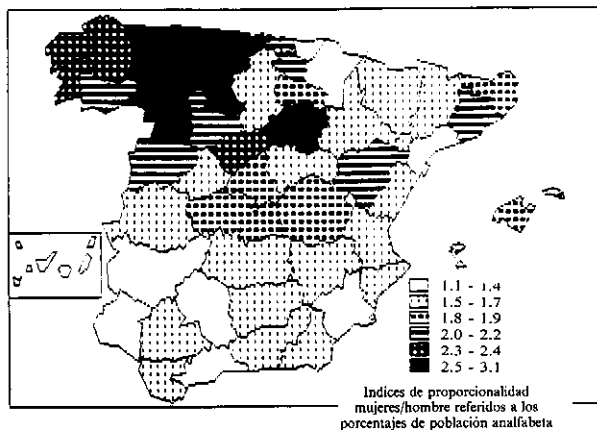 1.1 - 1.4
1.5 - 1.7
1.8 - 1.9
2.0 - 2.2
2.3 - 2.4
2.5 - 3.1
Indices de proporcionalidad
mujeres/hombre referidos a los
porcentajes de población analfabeta